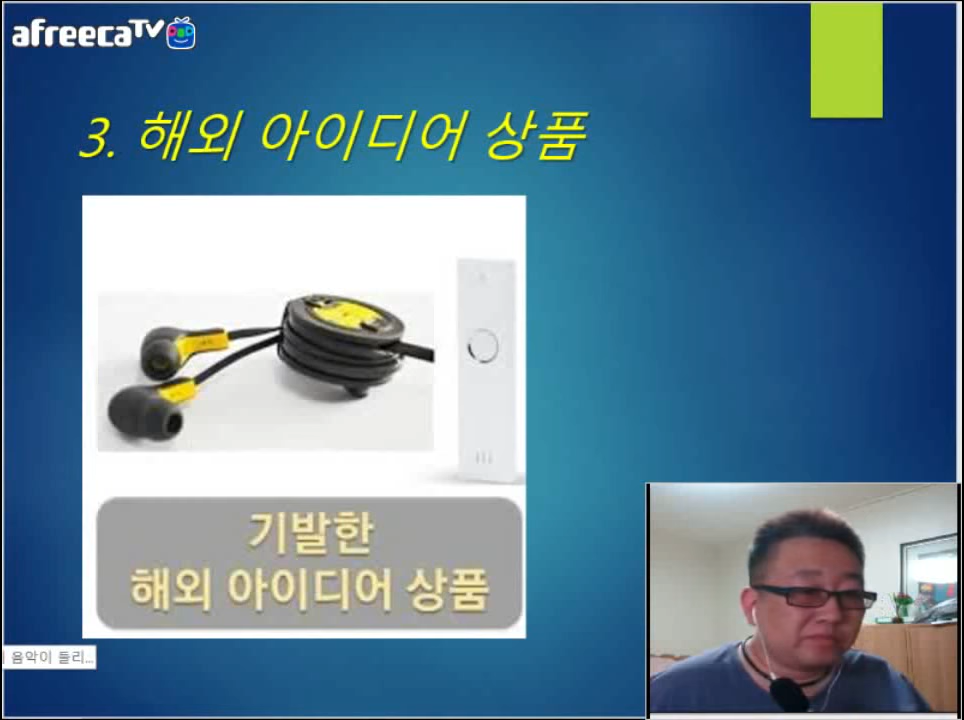 afreecaTV
3. 해외 아이디어 상품
기발한
해외 아이디어 상품
음악이 들리...